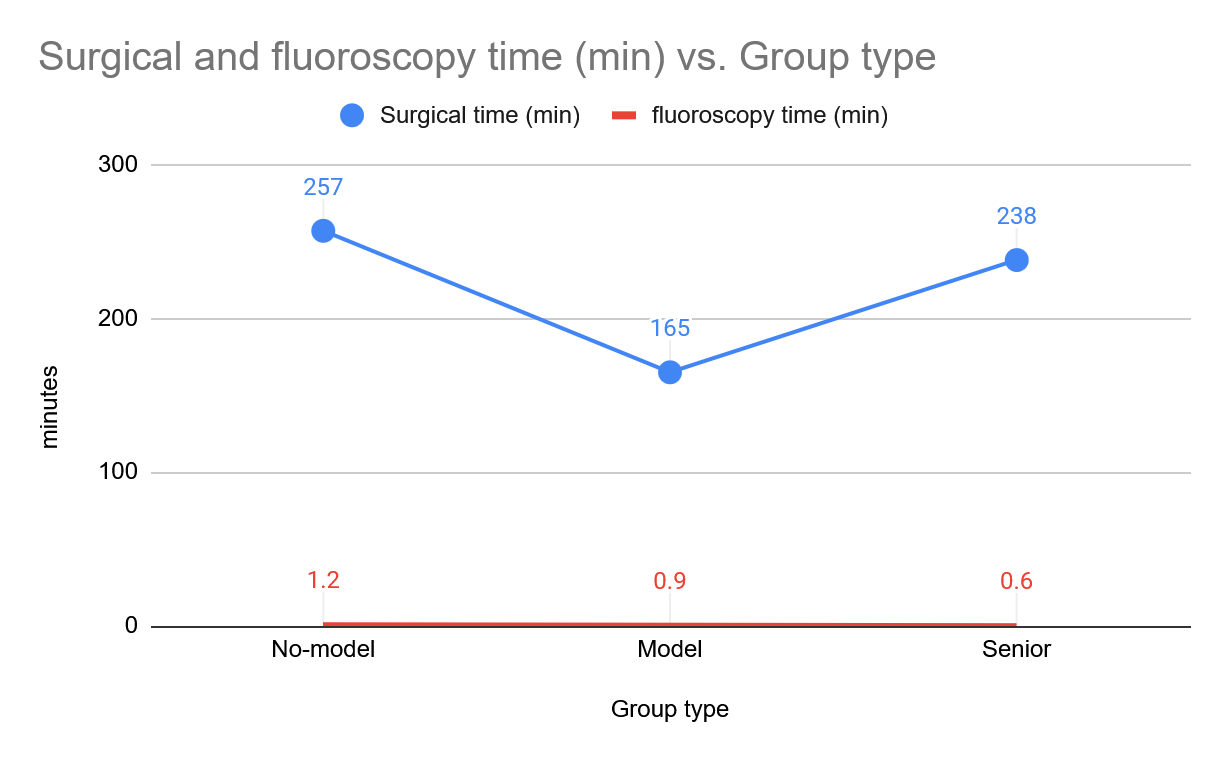 Surgical and fluoroscopy time (min) vs. Group type
Surgical time (min) fluoroscopy time (min)
300
257
238
200
165
minutes
100
1.2 0.9 0.6
0
No-model Model Senior
Group type